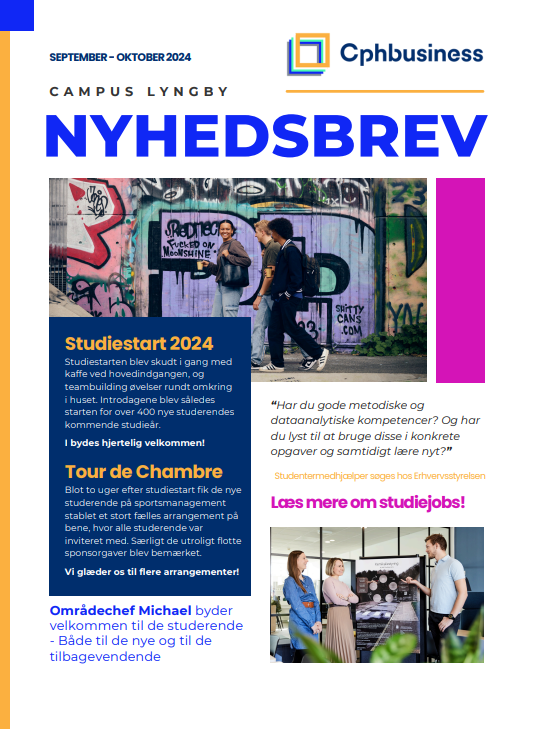 SEPTEMBER - OKTOBER 2024
Cphbusiness
CAMPUS LYNGBY
NYHEDSBREV
FUCKED ON
MOONSHINE
SHITTY
CANS
.COM
Studiestart 2024
Studiestarten blev skudt i gang med
kaffe ved hovedindgangen, og
teambuilding øvelser rundt omkring
i huset. Introdagene blev således
starten for over 400 nye studerendes
kommende studieår.
I bydes hjertelig velkommen!
Tour de Chambre
Blot to uger efter studiestart fik de nye
studerende på sportsmanagement
stablet et stort fælles arrangement på
bene, hvor alle studerende var
inviteret med. Særligt de utroligt flotte
sponsorgaver blev bemærket.
Vi glæder os til flere arrangementer!
Områdechef Michael byder
velkommen til de studerende
- Både til de nye og til de
tilbagevendende
❝Har du gode metodiske og
dataanalytiske kompetencer? Og har
du lyst til at bruge disse i konkrete
opgaver og samtidigt lære nyt?❞
Studentermedhjælper søges hos Erhvervsstyrelsen
Læs mere om studiejobs!